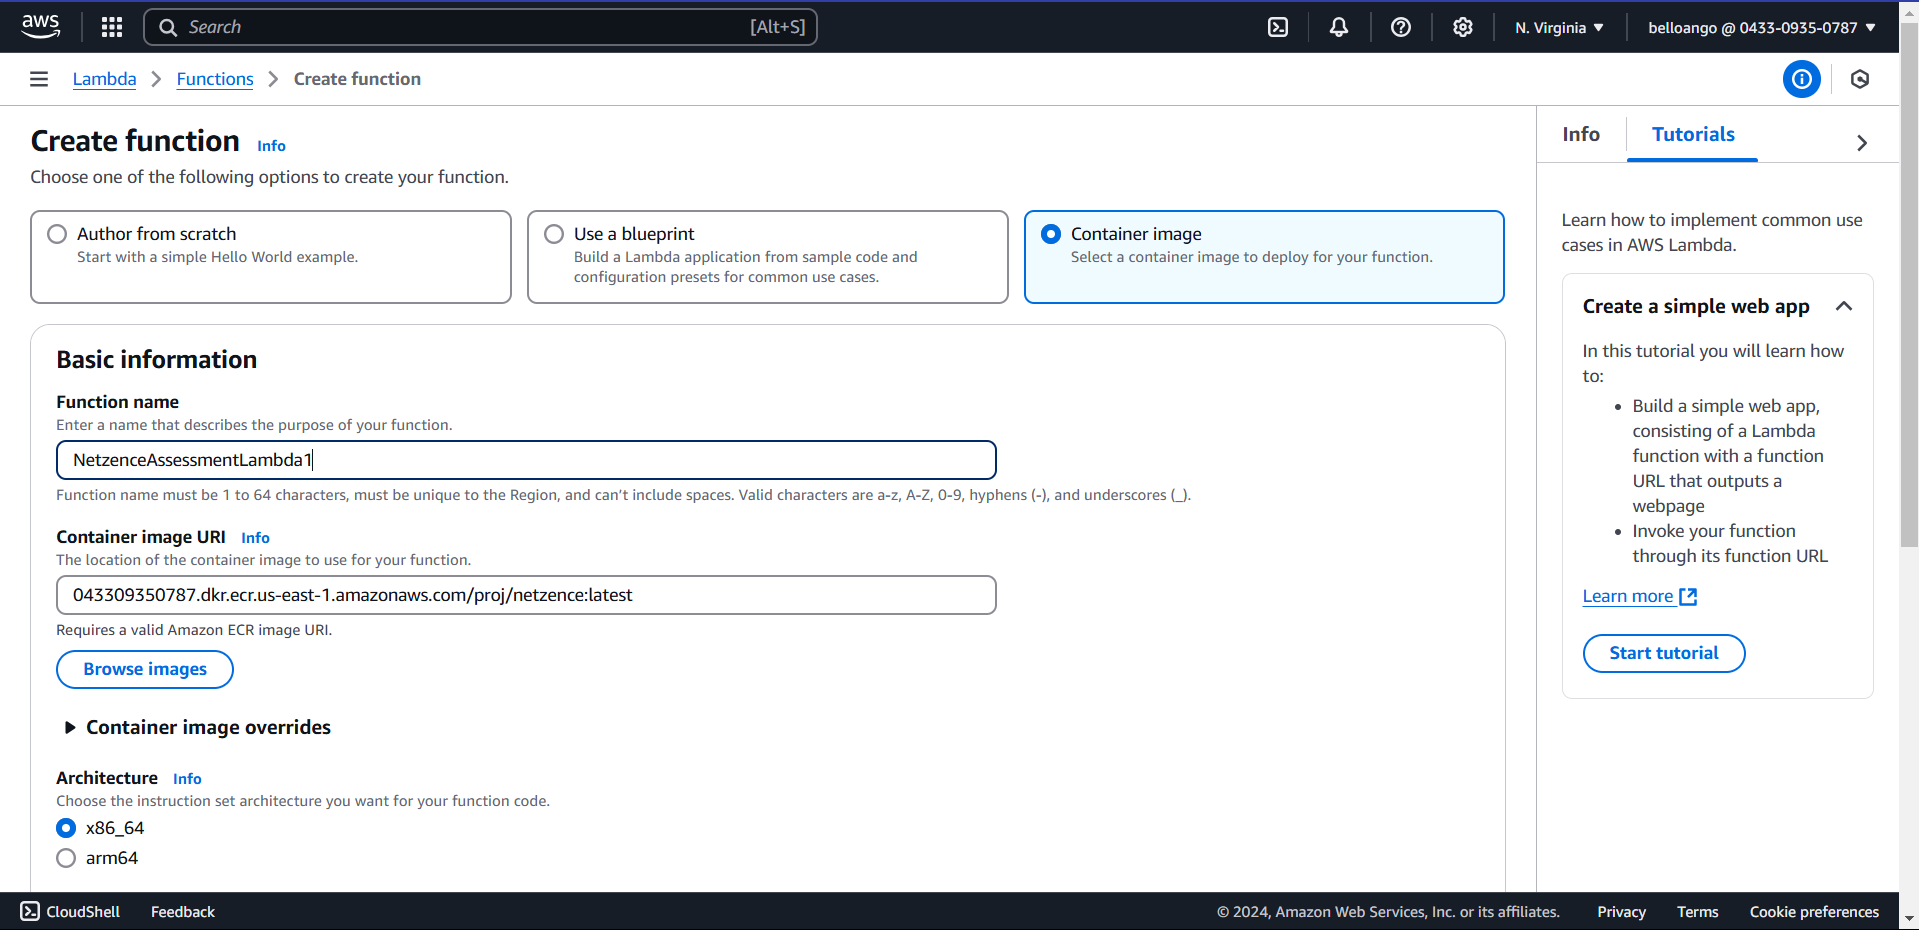 aws
Search [Alt+S]
N. Virginia ▼
belloango @ 0433-0935-0787 ▼
Lambda > Functions > Create function
Create function Info
Choose one of the following options to create your function.
Author from scratch
Start with a simple Hello World example.
Use a blueprint
Build a Lambda application from sample code and
configuration presets for common use cases.
Container image
Select a container image to deploy for your function.
Basic information
Function name
Enter a name that describes the purpose of your function.
NetzenceAssessmentLambda1
Function name must be 1 to 64 characters, must be unique to the Region, and can’t include spaces. Valid characters are a-z, A-Z, 0-9, hyphens (-), and underscores (_).
Container image URI Info
The location of the container image to use for your function.
043309350787.dkr.ecr.us-east-1.amazonaws.com/proj/netzence:latest
Requires a valid Amazon ECR image URI.
Browse images
Container image overrides
Architecture Info
Choose the instruction set architecture you want for your function code.
x86_64
arm64
Info
Tutorials
Learn how to implement common use
cases in AWS Lambda.
Create a simple web app
In this tutorial you will learn how
to:
• Build a simple web app,
consisting of a Lambda
function with a function
URL that outputs a
webpage
• Invoke your function
through its function URL
Learn more
Start tutorial
CloudShell
Feedback
© 2024, Amazon Web Services, Inc. or its affiliates.
Privacy
Terms
Cookie preferences